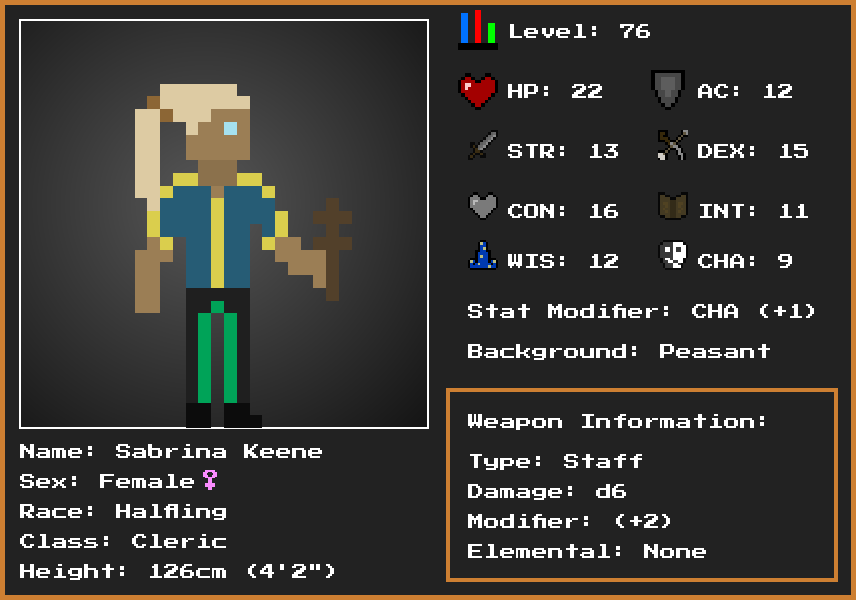 Level: 76
HP: 22 AC: 12
STR: 13 DEX: 15
CON: 16 INT: 11
WIS: 12 CHA: 9
Stat Modifier: CHA (+1)
Background: Peasant
Weapon Information:
Type: Staff
Damage: d6
Modifier: (+2)
Elemental: None
Name: Sabrina Keene
Sex: Female♀
Race: Halfling
Class: Cleric
Height: 126cm (4'2")